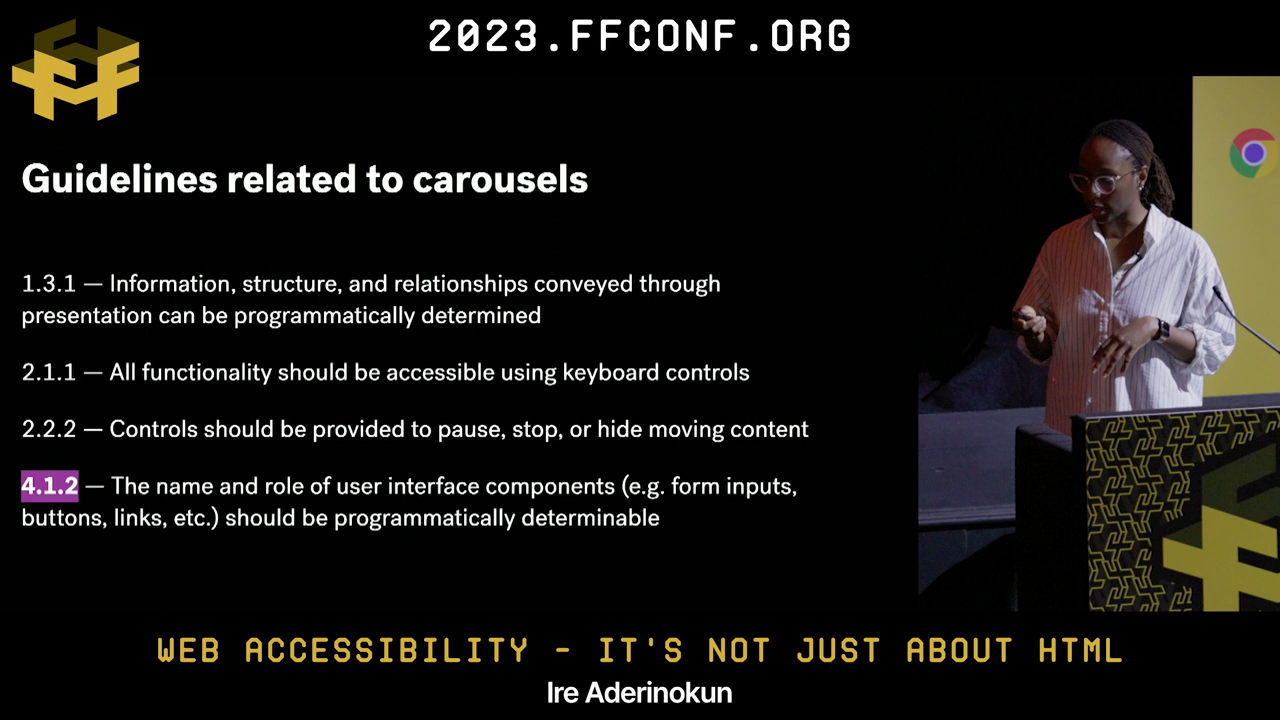 2023.FFCONF.ORG
Guidelines related to carousels
1.3.1 — Information, structure, and relationships conveyed through
presentation can be programmatically determined
2.1.1 — All functionality should be accessible using keyboard controls
2.2.2 — Controls should be provided to pause, stop, or hide moving content
4.1.2 — The name and role of user interface components (e.g. form inputs,
buttons, links, etc.) should be programmatically determinable
WEB ACCESSIBILITY - IT'S NOT JUST ABOUT HTML
Ire Aderinokun